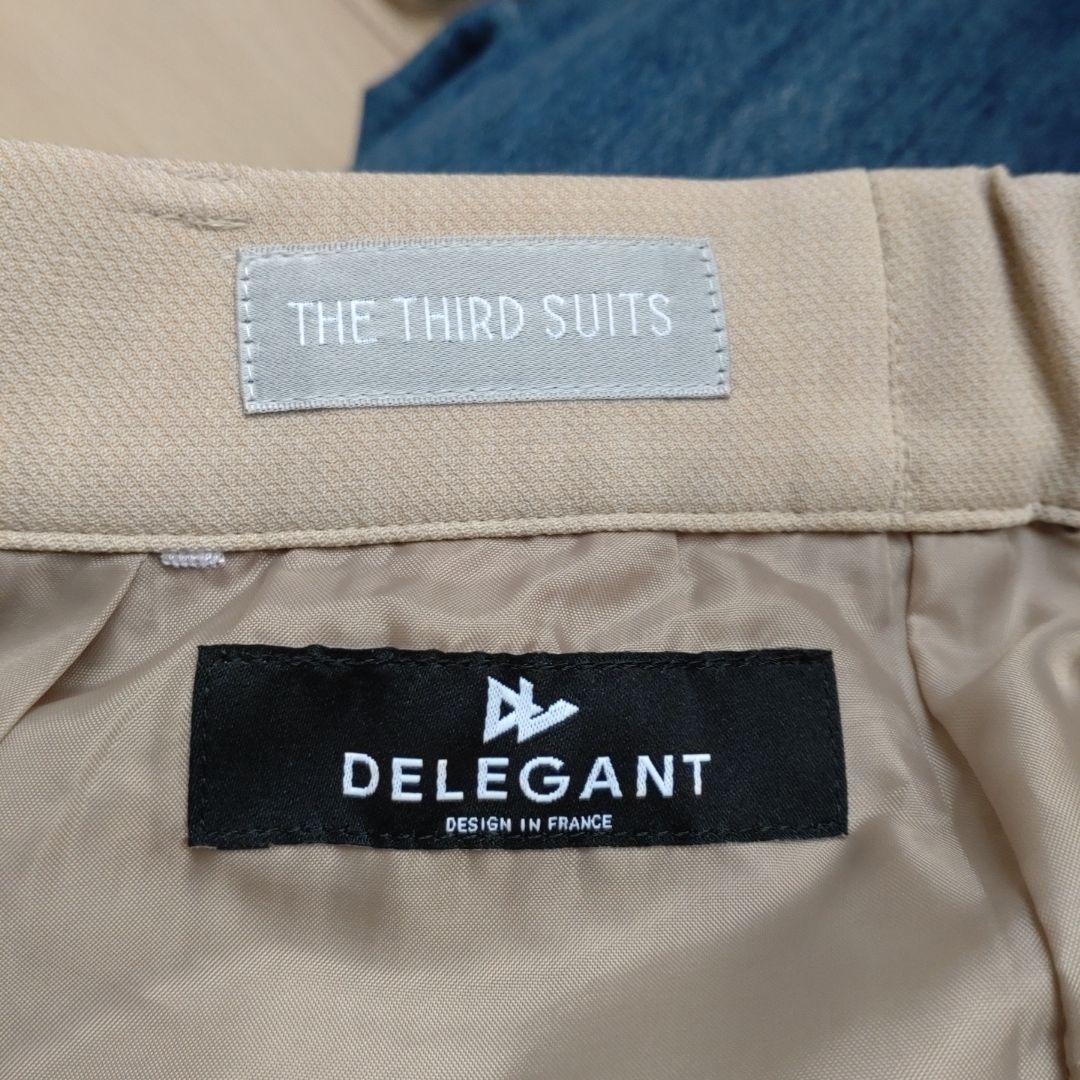 THE THIRD SUITS
DELEGANT
DESIGN IN FRANCE